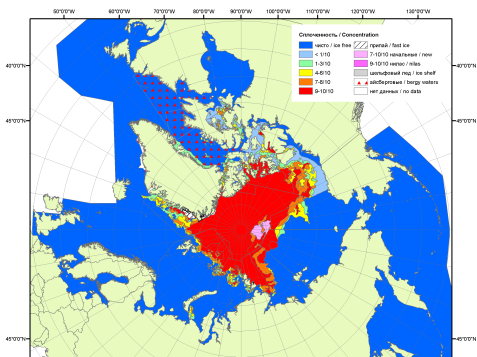 50°0'0"W 60°0'0"W 70°0'0"W 80°0'0"W 90°0'0"W 100°0'0"W 110°0'0"W 120°0'0"W 130°0'0"W
Сплоченность / Concentration
чисто / ice free
< 1/10
1-3/10
4-6/10
7-8/10
9-10/10
припай / fast ice
7-10/10 начальные / new
9-10/10 нилас / nilas
шельфовый лед / ice shelf
айсберговые / bergy waters
нет данных / no data
40°0'0"N 40°0'0"N
45°0'0"N 45°0'0"N
45°0'0"N 45°0'0"N